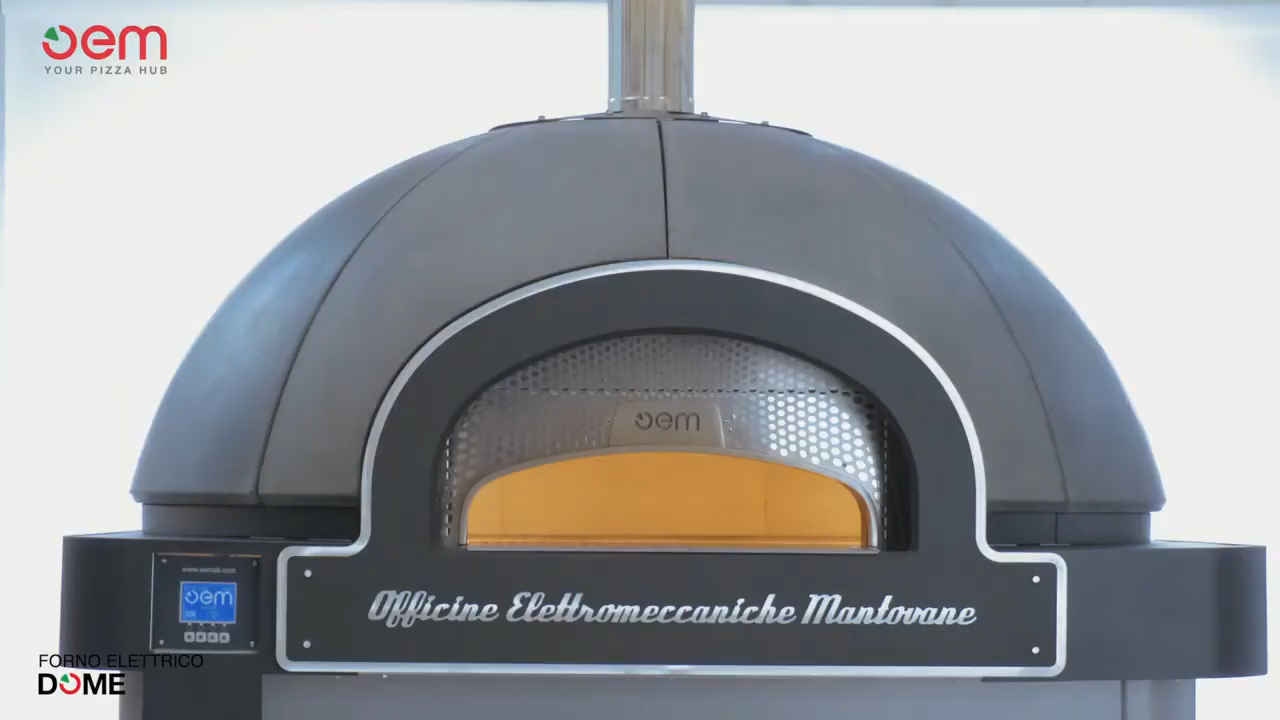 oem
YOUR PIZZA HUB
oem
www.oemali.com
oem
Officine Elettromeccaniche Mantovane
FORNO ELETTRICO
DOME